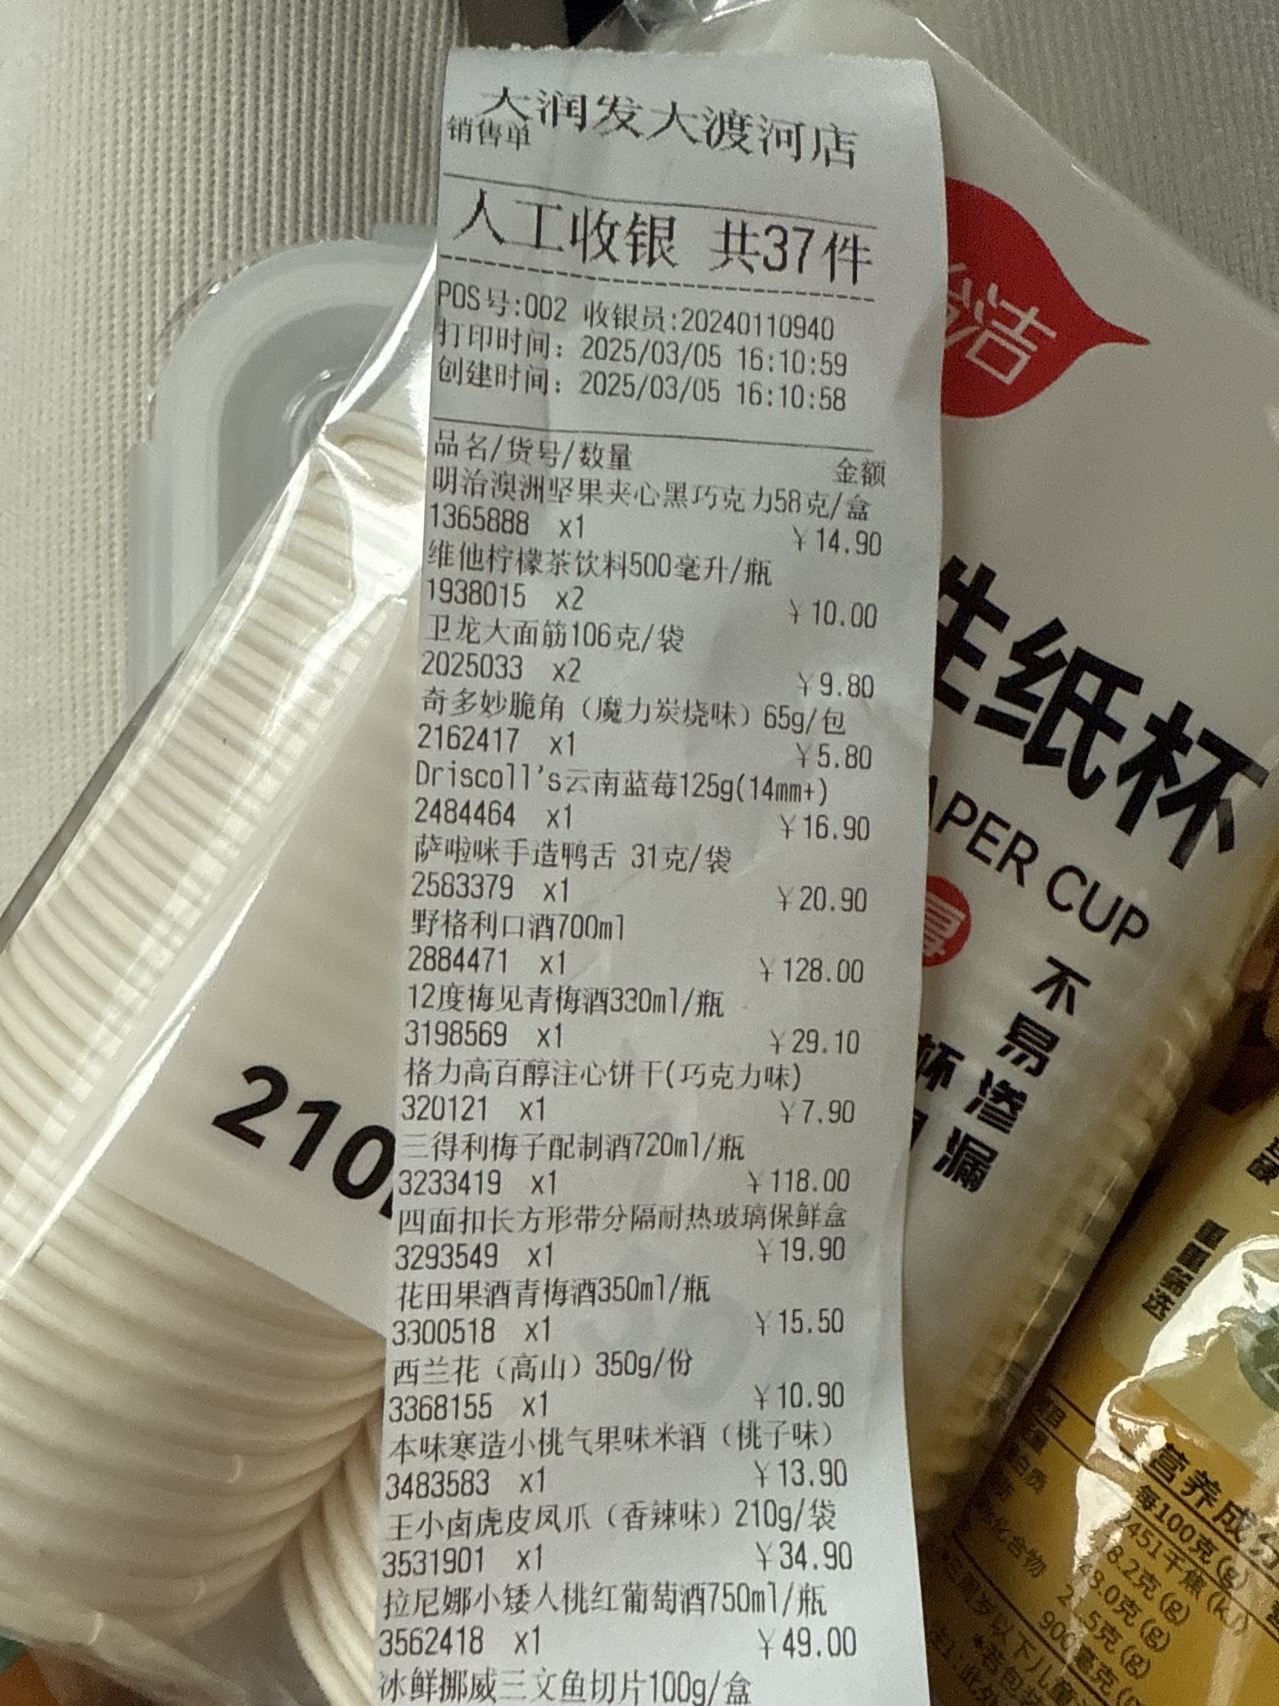 大润发大渡河店
销售单
人工收银 共37件
POS号:002 收银员:20240110940
打印时间: 2025/03/05 16:10:59
创建时间: 2025/03/05 16:10:58
品名/货号/数量 金额
明治澳洲坚果夹心黑巧克力58克/盒
1365888 x1 ¥14.90
维他柠檬茶饮料500毫升/瓶
1938015 x2 ¥10.00
卫龙大面筋106克/袋
2025033 x2 ¥9.80
奇多妙脆角（魔力炭烧味）65g/包
2162417 x1 ¥5.80
Driscoll's云南蓝莓125g(14mm+)
2484464 x1 ¥16.90
萨啦咪手造鸭舌 31克/袋
2583379 x1 ¥20.90
野格利口酒700ml
2884471 x1 ¥128.00
12度梅见青梅酒330ml/瓶
3198569 x1 ¥29.10
格力高百醇注心饼干(巧克力味)
320121 x1 ¥7.90
三得利梅子配制酒720ml/瓶
3233419 x1 ¥118.00
四面扣长方形带分隔耐热玻璃保鲜盒
3293549 x1 ¥19.90
花田果酒青梅酒350ml/瓶
3300518 x1 ¥15.50
西兰花（高山）350g/份
3368155 x1 ¥10.90
本味寒造小桃气果味米酒（桃子味）
3483583 x1 ¥13.90
王小卤虎皮凤爪（香辣味）210g/袋
3531901 x1 ¥34.90
拉尼娜小矮人桃红葡萄酒750ml/瓶
3562418 x1 ¥49.00
冰鲜挪威三文鱼切片100g/盒
洁
生纸杯
PER CUP
厚
不易渗漏
杯
210
营养成分
每100克(g)
2451千焦(kJ)
8.2克(g)